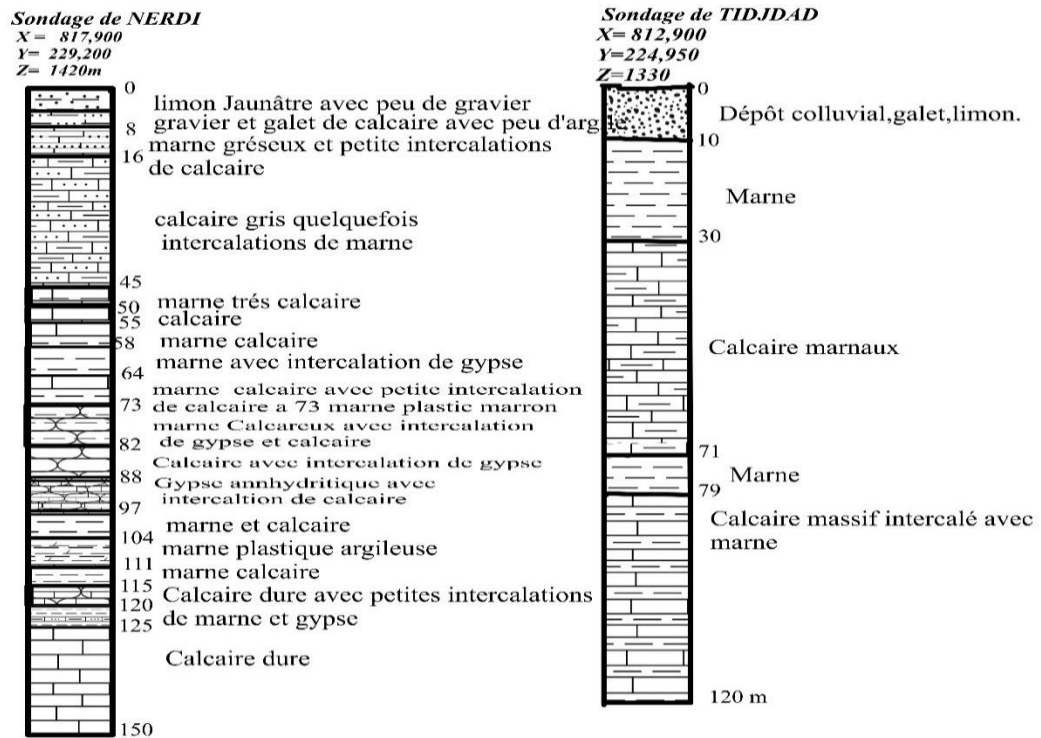 Sondage de NERDI
X = 817,900
Y= 229,200
Z= 1420m
0
limon Jaunâtre avec peu de gravier
8
gravier et galet de calcaire avec peu d'arg
16
marne gréseux et petite intercalations
de calcaire
calcaire gris quelquefois
intercalations de marne
45
marne trés calcaire
50
calcaire
55
marne calcaire
58
marne avec intercalation de gypse
64
marne calcaire avec petite intercalation
73
de calcaire a 73 marne plastic marron
marne Calcareux avec intercalation
82
de gypse et calcaire
Calcaire avec intercalation de gypse
88
Gypse annhydritique avec
intercaltion de calcaire
97
marne et calcaire
104
marne plastique argileuse
111
marne calcaire
115
Calcaire dure avec petites intercalations
120
de marne et gypse
125
Calcaire dure
150
Sondage de TIDJDAD
X= 812,900
Y=224,950
Z=1330
0
Dépôt colluvial,galet,limon.
10
Marne
30
Calcaire marnaux
71
Marne
79
Calcaire massif intercalé avec
marne
120 m